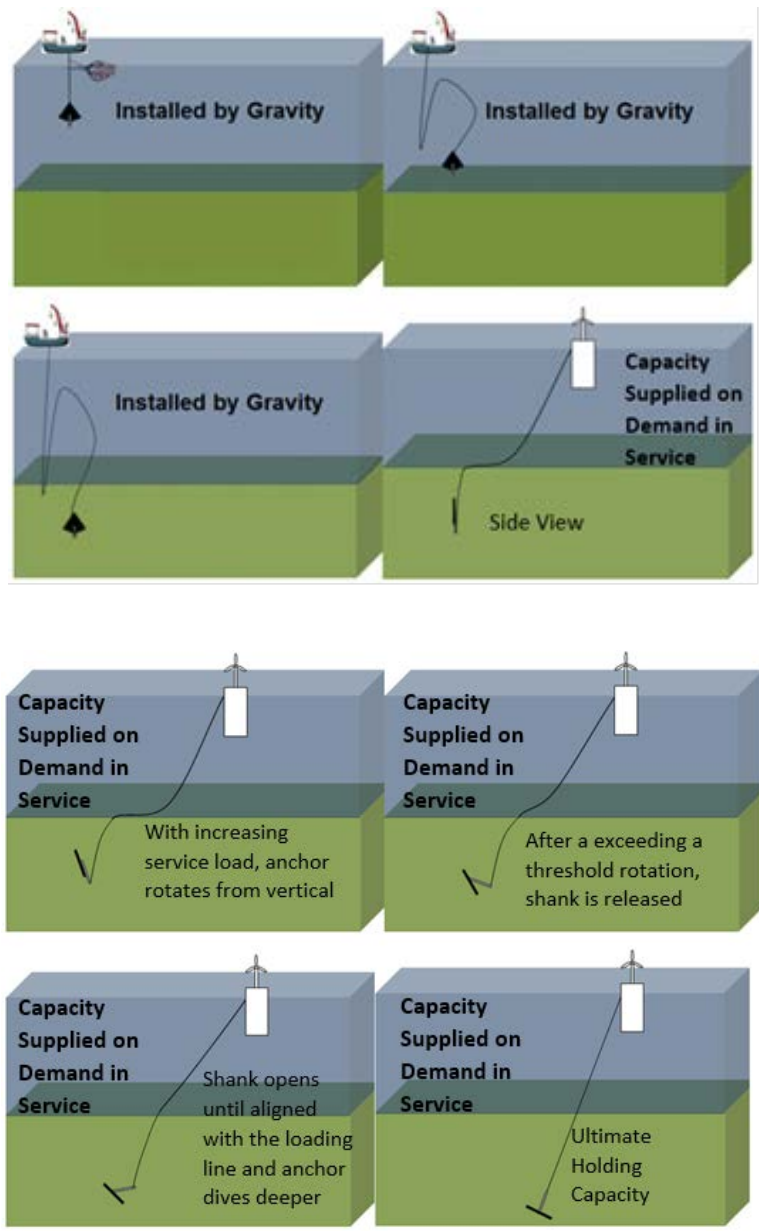 Installed by Gravity
Installed by Gravity
Installed by Gravity
Capacity
Supplied on
Demand in
Service
Side View
Capacity
Supplied on
Demand in
Service
With increasing
service load, anchor
rotates from vertical
Capacity
Supplied on
Demand in
Service
After a exceeding a
threshold rotation,
shank is released
Capacity
Supplied on
Demand in
Service
Shank opens
until aligned
with the loading
line and anchor
dives deeper
Capacity
Supplied on
Demand in
Service
Ultimate
Holding
Capacity